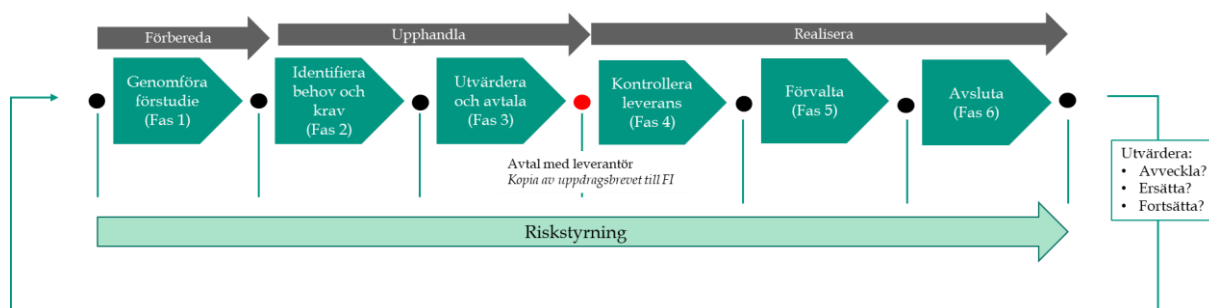 Förbereda
Upphandla
Realisera
Genomföra
förstudie
(Fas 1)
Identifiera
behov och
krav
(Fas 2)
Utvärdera
och avtala
(Fas 3)
Kontrollera
leverans
(Fas 4)
Förvalta
(Fas 5)
Avsluta
(Fas 6)
Avtal med leverantör
Kopia av uppdragsbrevet till FI
Utvärdera:
• Avveckla?
• Ersätta?
• Fortsätta?
Riskstyrning